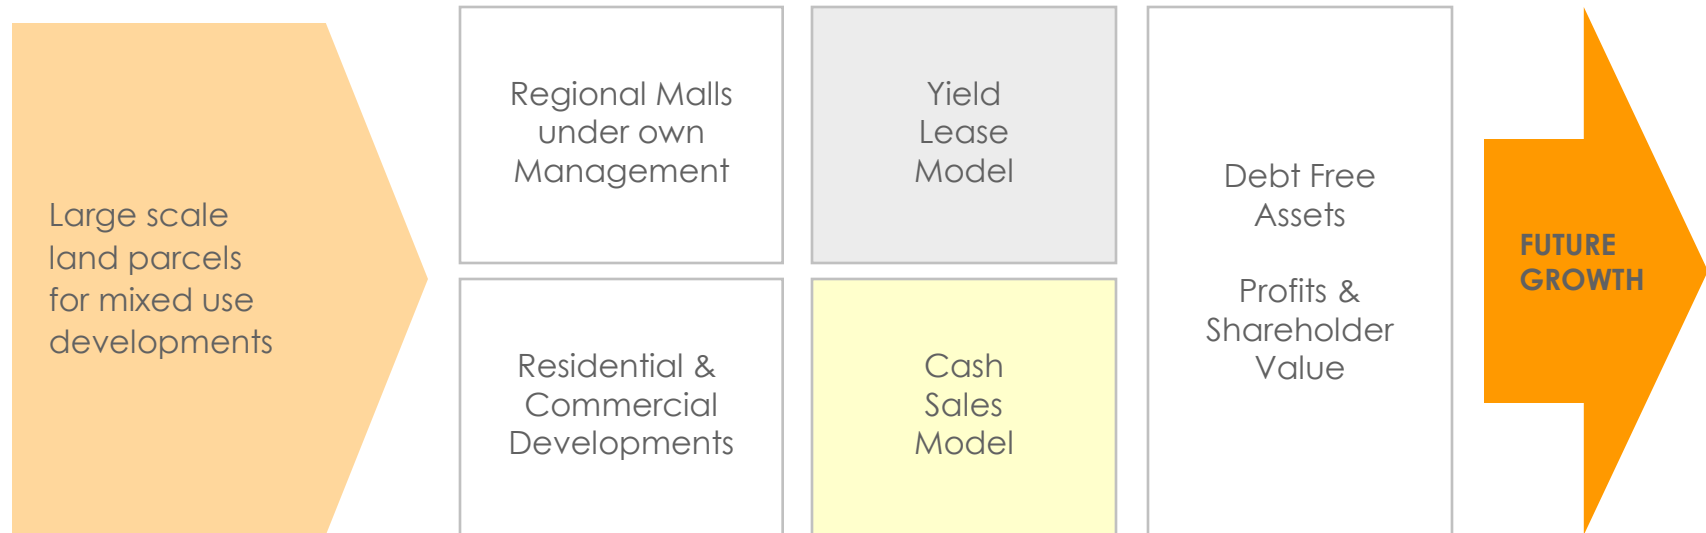 Large scale
land parcels
for mixed use
developments
Regional Malls
under own
Management
Residential &
Commercial
Developments
Yield
Lease
Model
Cash
Sales
Model
Debt Free
Assets
Profits &
Shareholder
Value
FUTURE
GROWTH